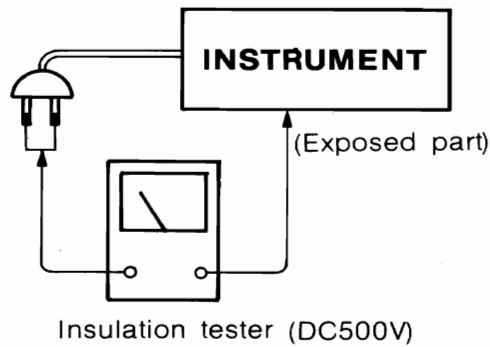 INSTRUMENT
(Exposed part)
Insulation tester (DC500V)